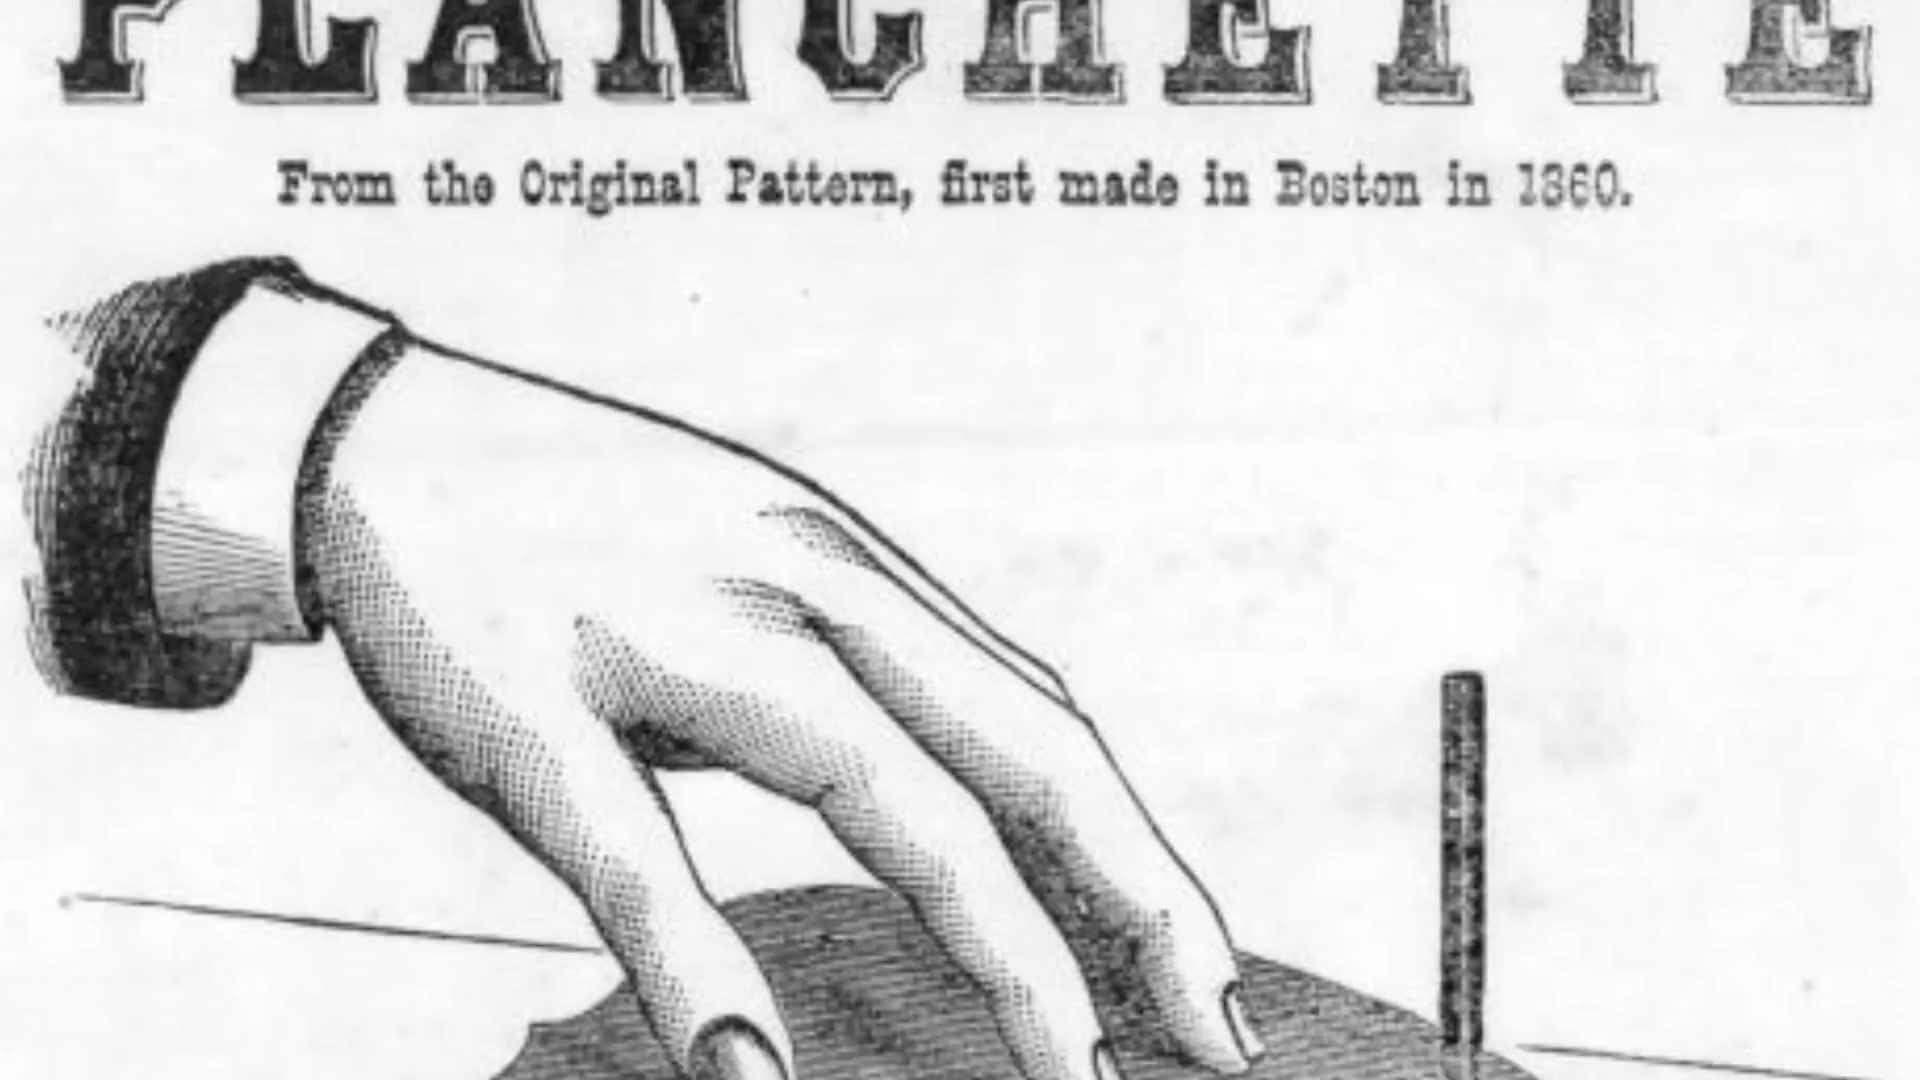 PLANCHETTE
From the Original Pattern, first made in Boston in 1860.